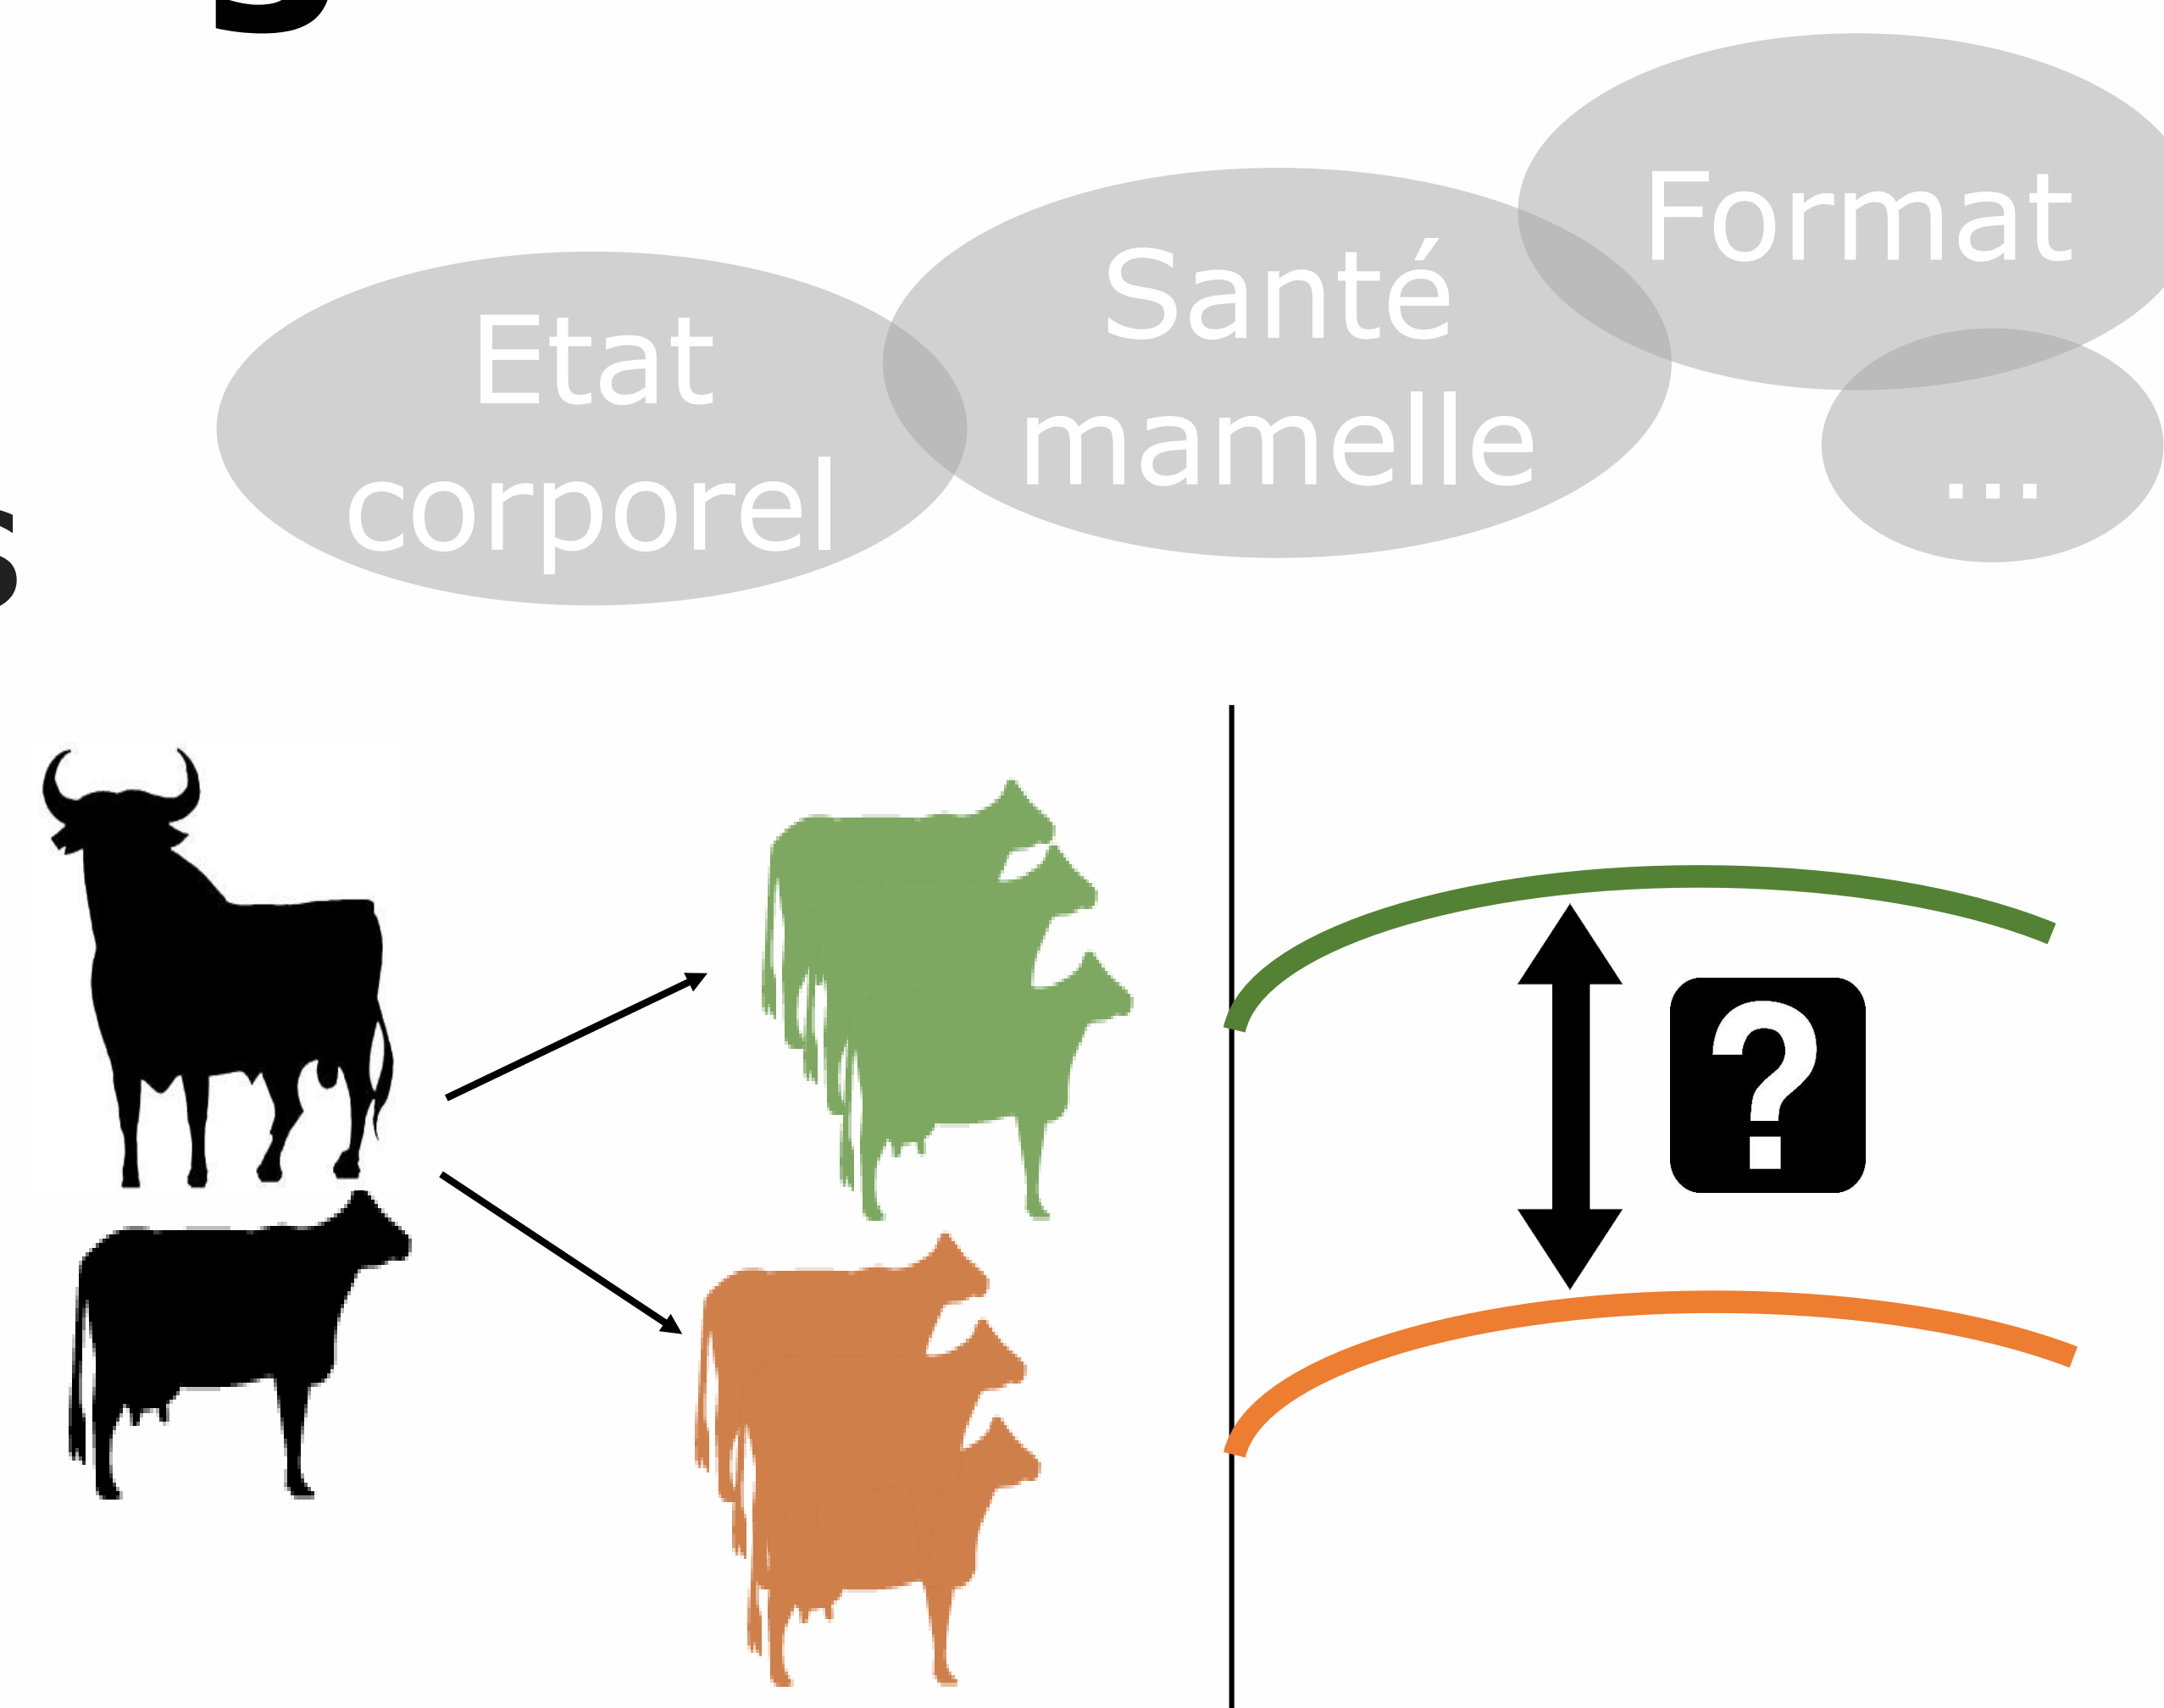 Format
Santé
mamelle
Etat
corporel
...
s
?